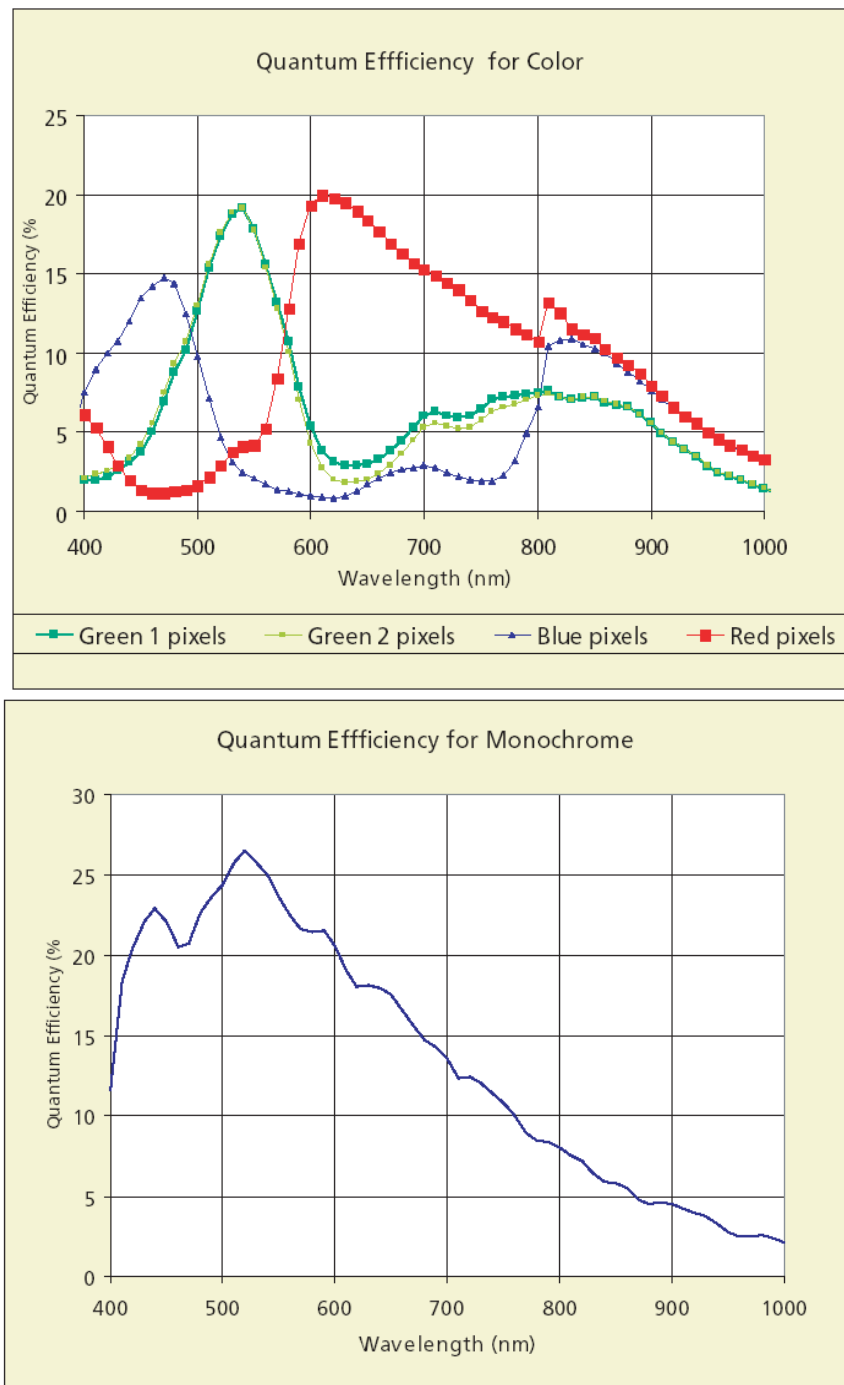 Quantum Effficiency for Color
25
20
15
10
5
0
Quantum Efficiency (%
400 500 600 700 800 900 1000
Wavelength (nm)
Green 1 pixels Green 2 pixels Blue pixels Red pixels
Quantum Effficiency for Monochrome
30
25
20
15
10
5
0
Quantum Efficiency (%
400 500 600 700 800 900 1000
Wavelength (nm)